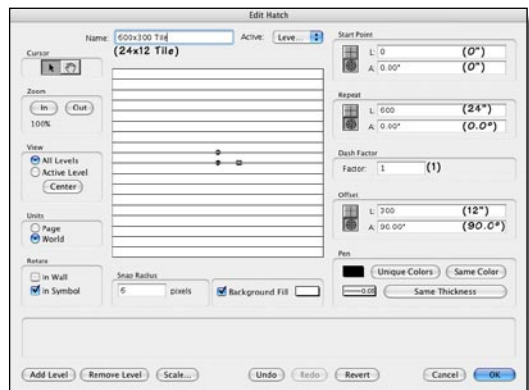 Edit Hatch
Name: 600x300 Tile
(24x12 Tile)
Active: Leve...
Cursor
Zoom
In Out
100%
View
All Levels
Active Level
Center
Units
Page
World
Rotate
in Wall
in Symbol
Snap Radius
6 pixels
Background Fill
Start Point
L: 0 (0")
A: 0.00° (0")
Repeat
L: 600 (24")
A: 0.00° (0.0°)
Dash Factor
Factor: 1 (1)
Offset
L: 300 (12")
A: 90.00° (90.0°)
Pen
Unique Colors Same Color
0.05 Same Thickness
Add Level Remove Level Scale... Undo Redo Revert Cancel OK